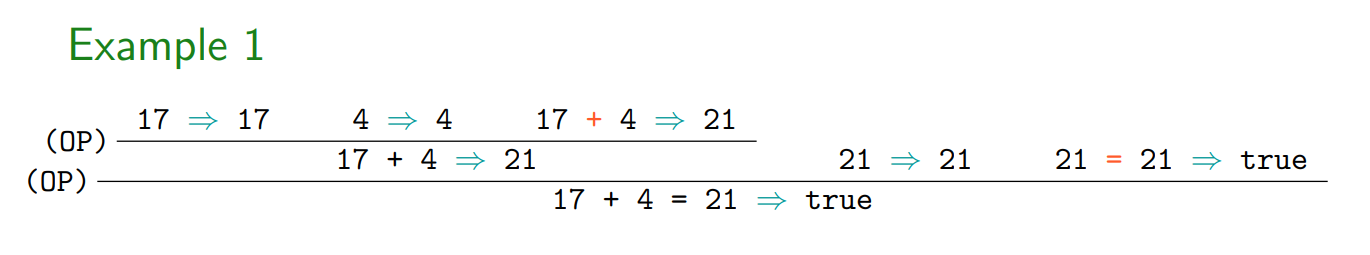 Example 1
17 ⇒ 17 4 ⇒ 4 17 + 4 ⇒ 21
(OP)
17 + 4 ⇒ 21 21 ⇒ 21 21 = 21 ⇒ true
(OP)
17 + 4 = 21 ⇒ true